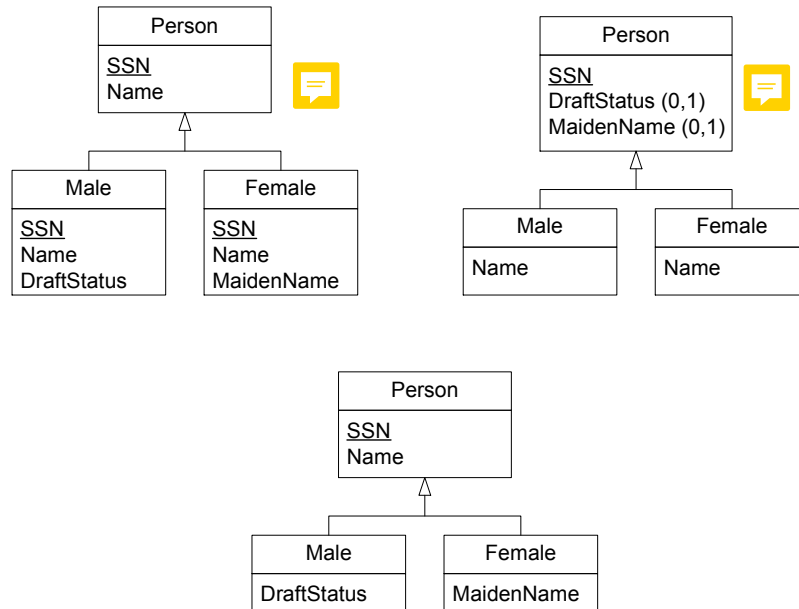 Person
SSN
Name
Male
SSN
Name
DraftStatus
Female
SSN
Name
MaidenName
Person
SSN
DraftStatus (0,1)
MaidenName (0,1)
Male
Name
Female
Name
Person
SSN
Name
Male
DraftStatus
Female
MaidenName